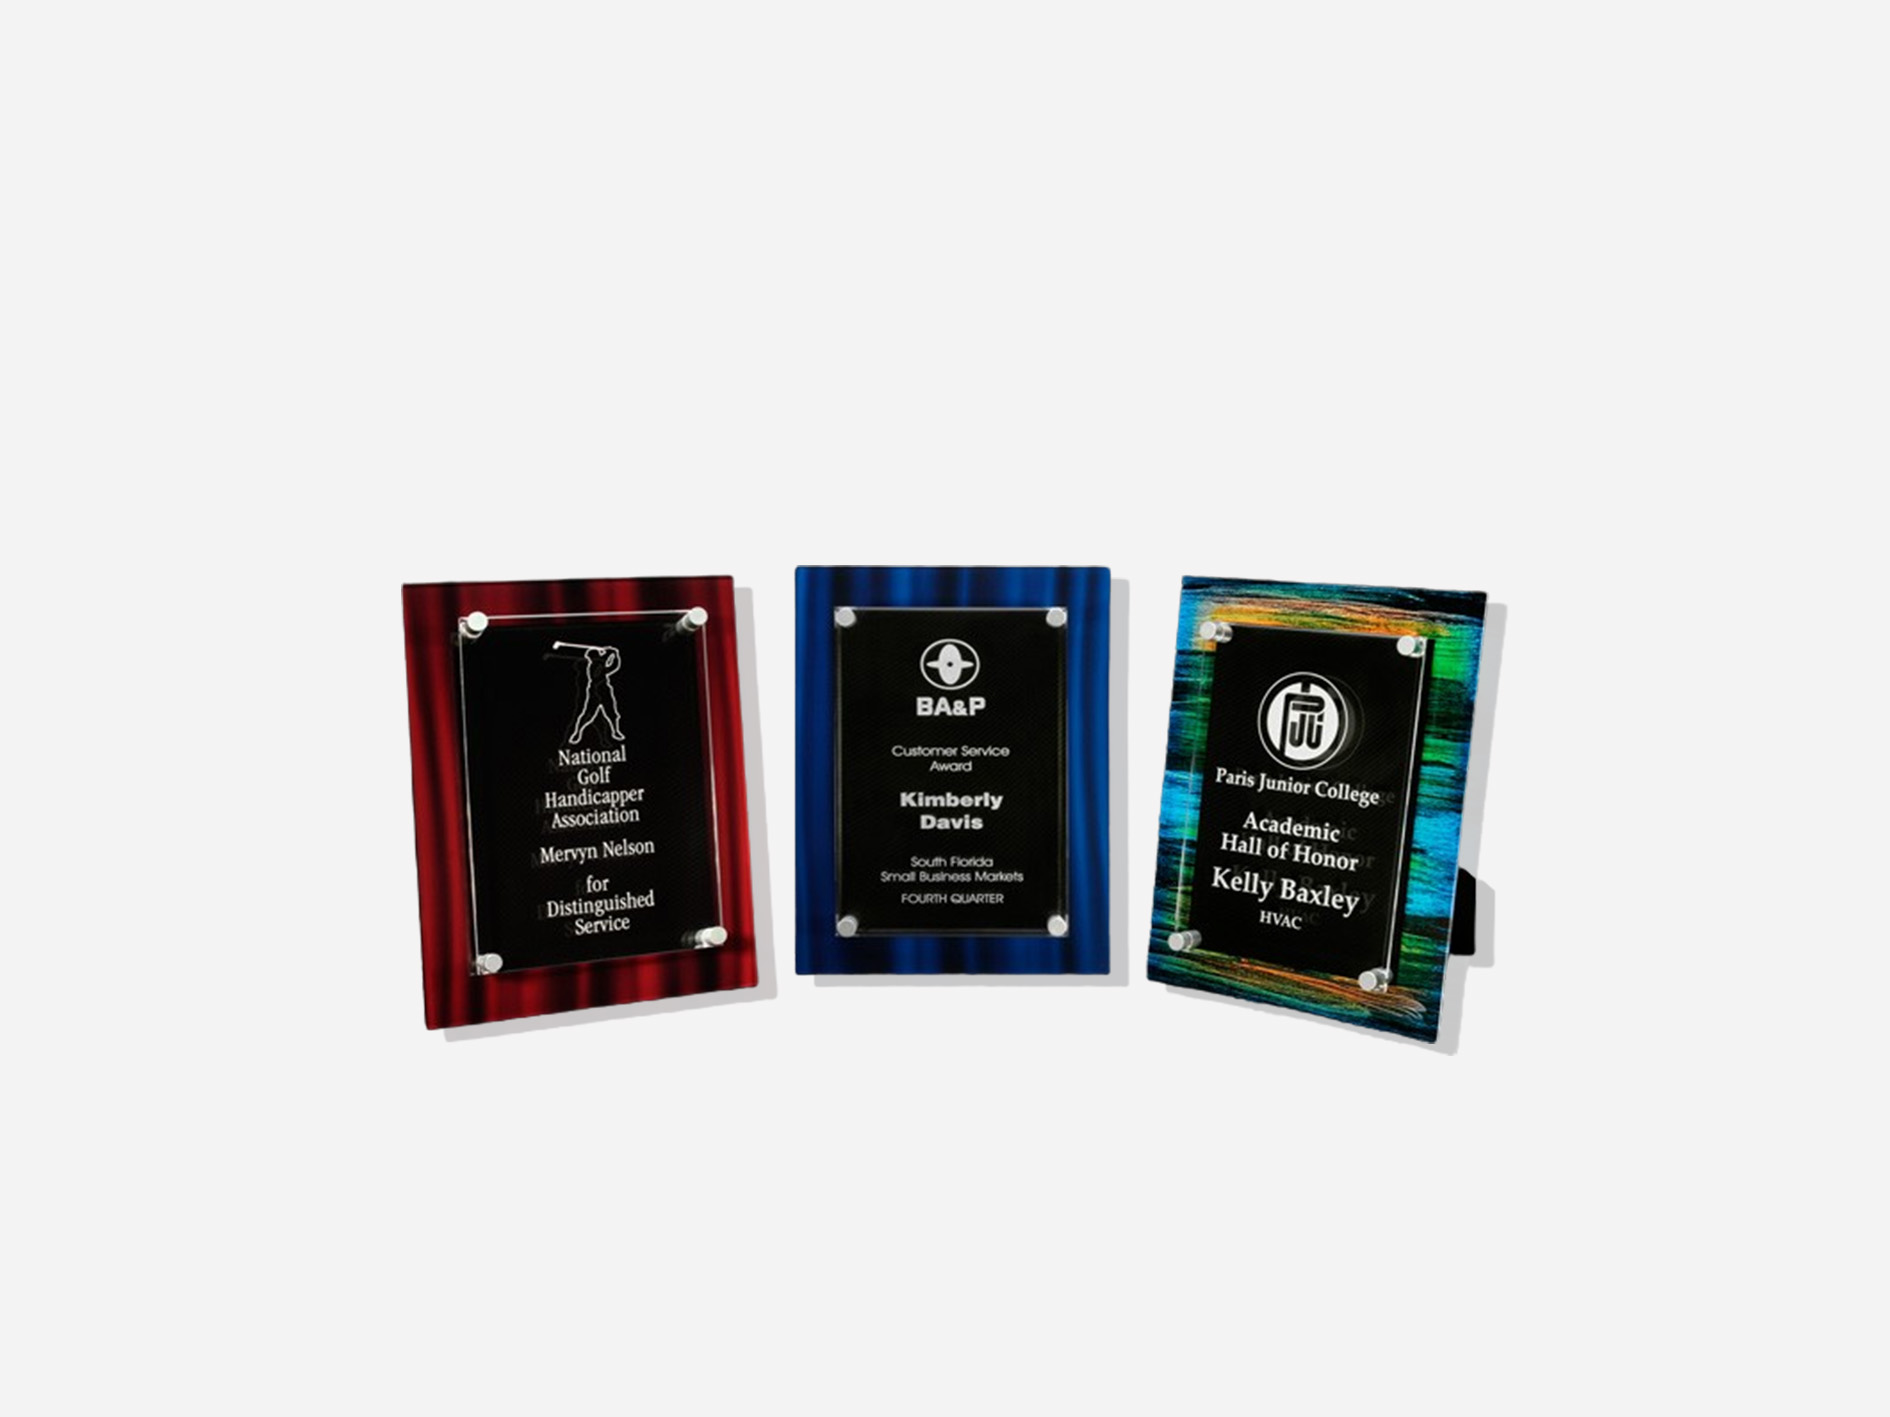 National
Golf
Handicapper
Association
Mervyn Nelson
for
Distinguished
Service
BA&P
Customer Service
Award
Kimberly
Davis
South Florida
Small Business Markets
FOURTH QUARTER
PJC
Paris Junior College
Academic
Hall of Honor
Kelly Baxley
HVAC